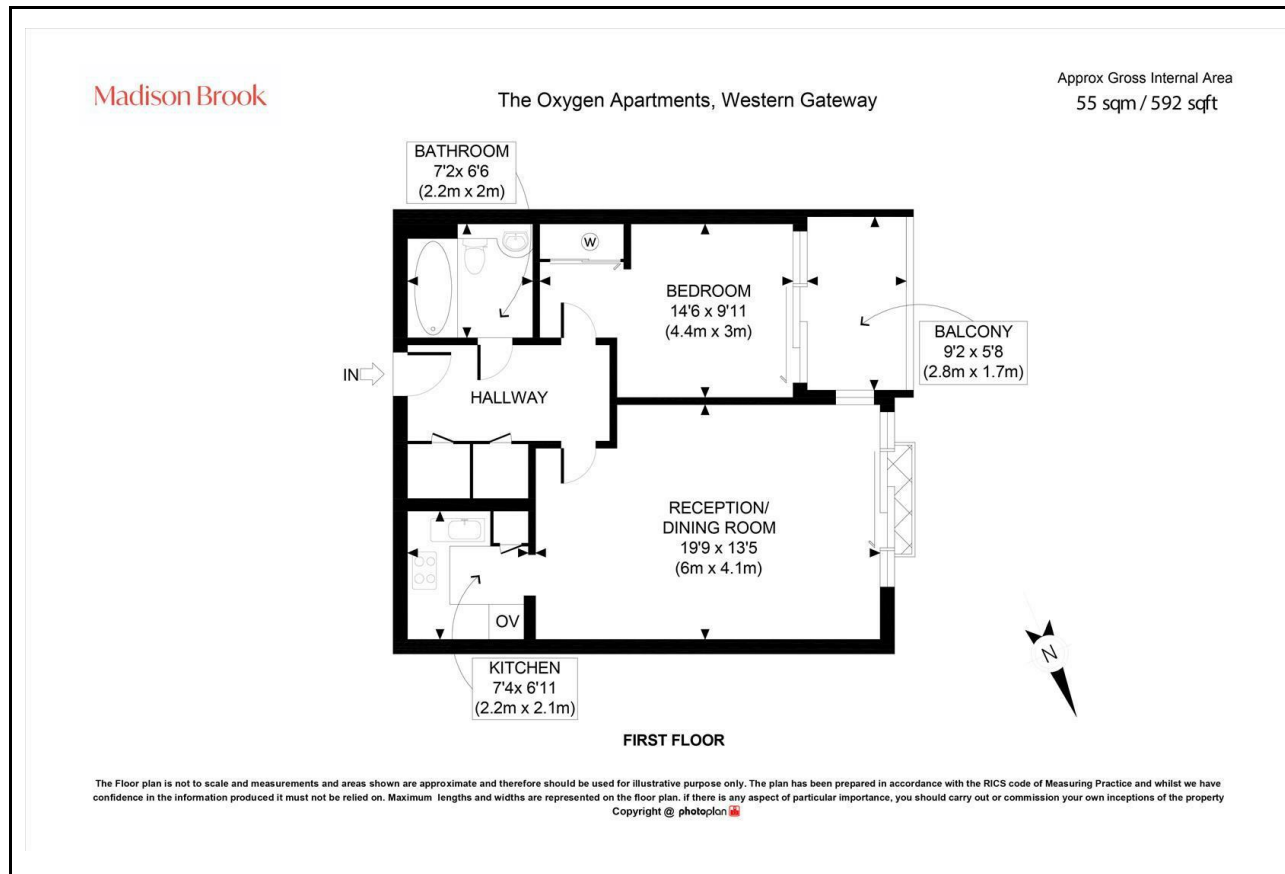 Madison Brook
The Oxygen Apartments, Western Gateway
Approx Gross Internal Area
55 sqm / 592 sqft
BATHROOM
7'2x 6'6
(2.2m x 2m)
W
BEDROOM
14'6 x 9'11
(4.4m x 3m)
BALCONY
9'2 x 5'8
(2.8m x 1.7m)
IN
HALLWAY
RECEPTION/
DINING ROOM
19'9 x 13'5
(6m x 4.1m)
OV
KITCHEN
7'4x 6'11
(2.2m x 2.1m)
N
FIRST FLOOR
The Floor plan is not to scale and measurements and areas shown are approximate and therefore should be used for illustrative purpose only. The plan has been prepared in accordance with the RICS code of Measuring Practice and whilst we have
confidence in the information produced it must not be relied on. Maximum lengths and widths are represented on the floor plan. if there is any aspect of particular importance, you should carry out or commission your own inceptions of the property
Copyright @ photoplan